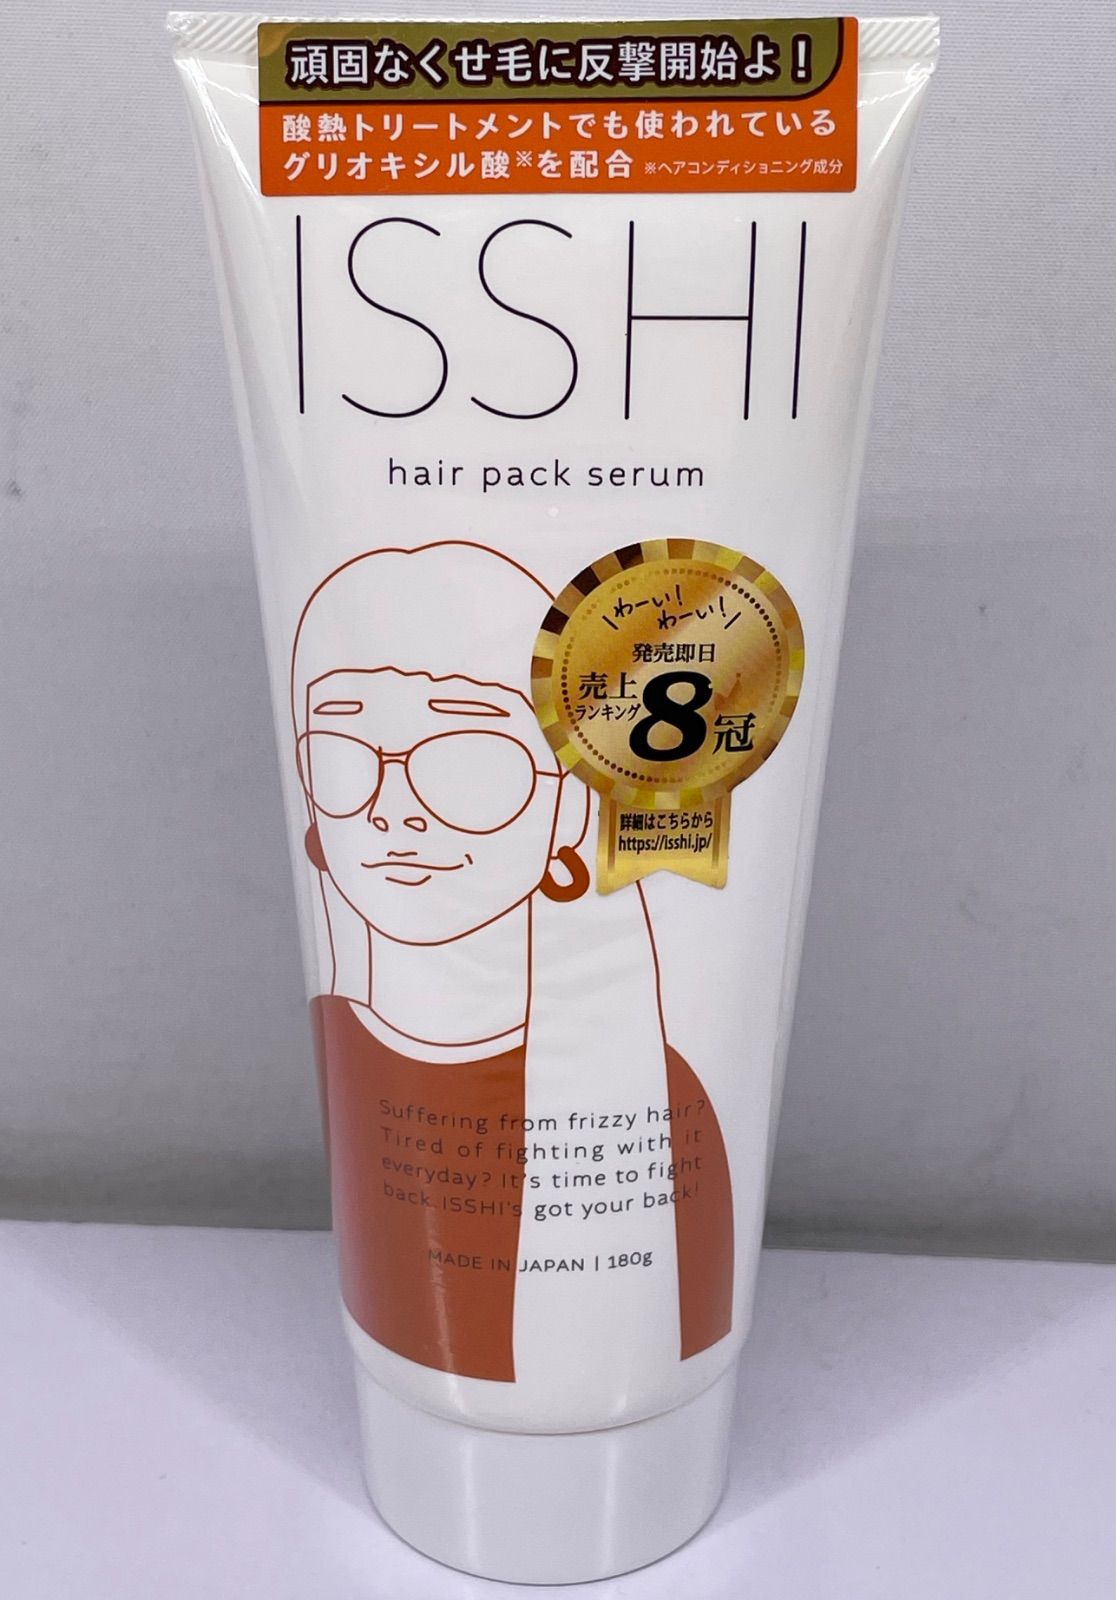 頑固なくせ毛に反撃開始よ！
酸熱トリートメントでも使われている
グリオキシル酸※を配合 ※ヘアコンディショニング成分
ISSHI
hair pack serum
\わーい！
わーい！/
発売即日
売上
ランキング
8冠
詳細はこちらから
https://isshi.jp/
Suffering from frizzy hair?
Tired of fighting with it
everyday? It's time to fight
back. ISSHI's got your back!
MADE IN JAPAN | 180g